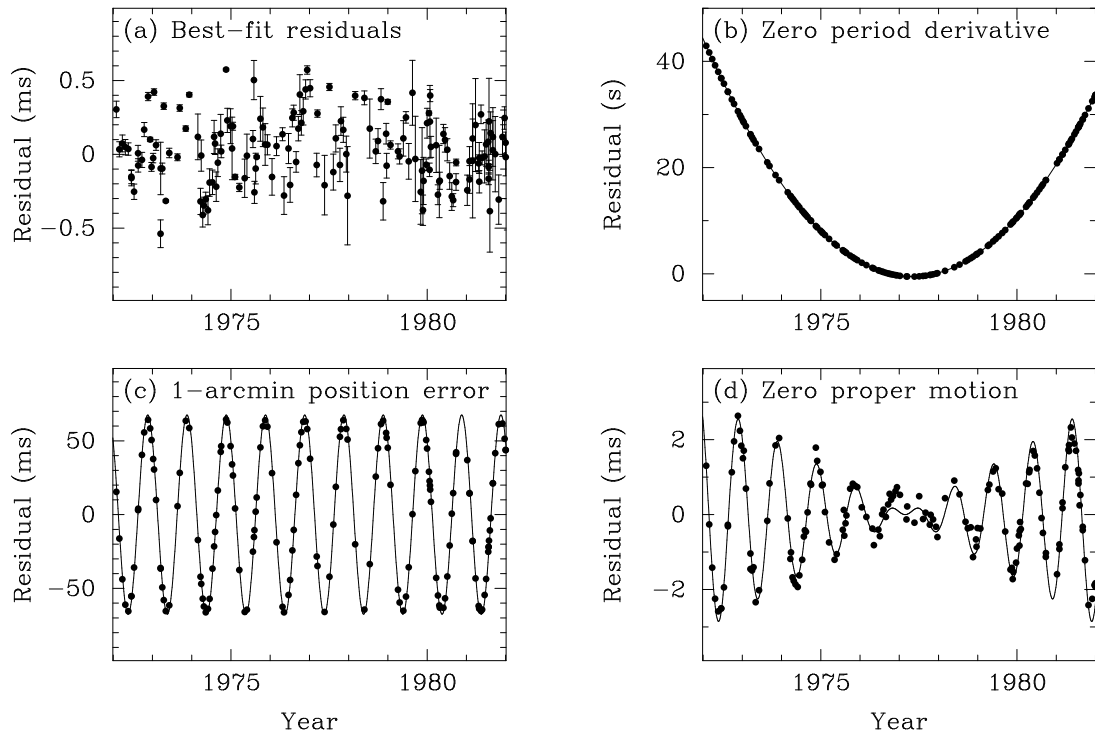 (a) Best-fit residuals
Residual (ms)
0.5
0
-0.5
1975
1980
(b) Zero period derivative
Residual (s)
40
20
0
1975
1980
(c) 1-arcmin position error
Residual (ms)
50
0
-50
1975
1980
Year
(d) Zero proper motion
Residual (ms)
2
0
-2
1975
1980
Year